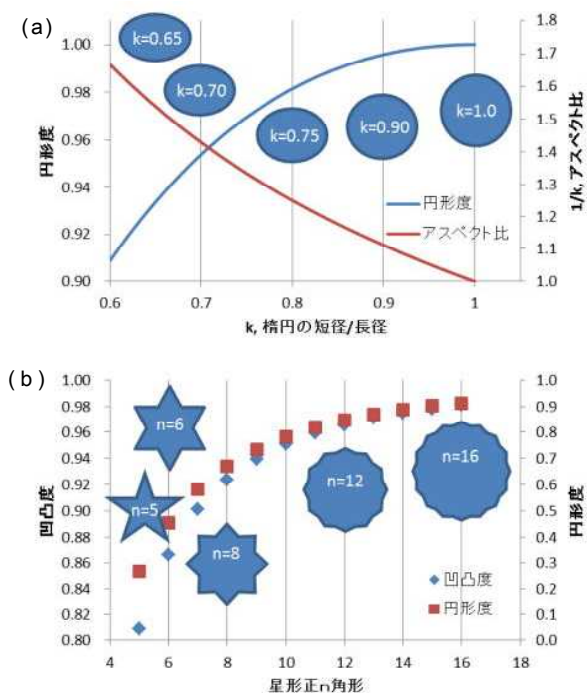 (a)
1.00
0.98
0.96
0.94
0.92
0.90
円形度
k=0.65
k=0.70
k=0.75
k=0.90
k=1.0
円形度
アスペクト比
1.8
1.7
1.6
1.5
1.4
1.3
1.2
1.1
1.0
1/k, アスペクト比
0.6 0.7 0.8 0.9 1
k, 楕円の短径/長径
(b)
1.00
0.98
0.96
0.94
0.92
0.90
0.88
0.86
0.84
0.82
0.80
凹凸度
n=6
n=5
n=8
n=12
n=16
凹凸度
円形度
1.0
0.9
0.8
0.7
0.6
0.5
0.4
0.3
0.2
0.1
0.0
円形度
4 6 8 10 12 14 16 18
星形正n角形